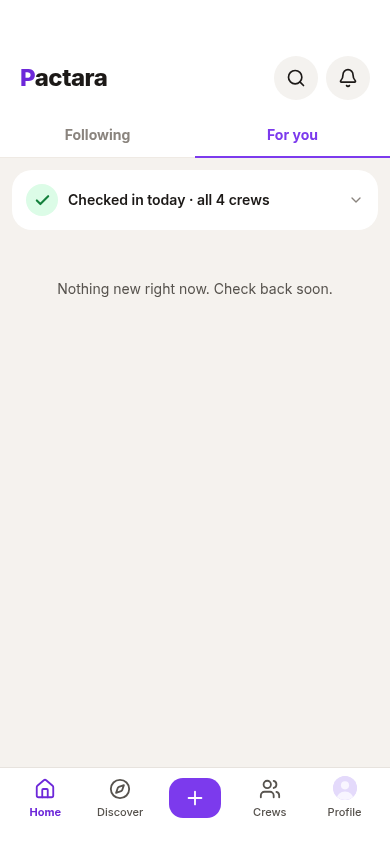 Pactara
Following
For you
Checked in today · all 4 crews
Nothing new right now. Check back soon.
Home
Discover
Crews
Profile